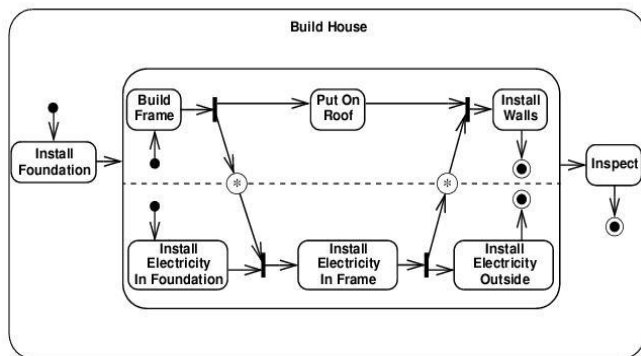 Build House
Build
Frame
Put On
Roof
Install
Walls
Install
Foundation
*
*
Inspect
Install
Electricity
In Foundation
Install
Electricity
In Frame
Install
Electricity
Outside